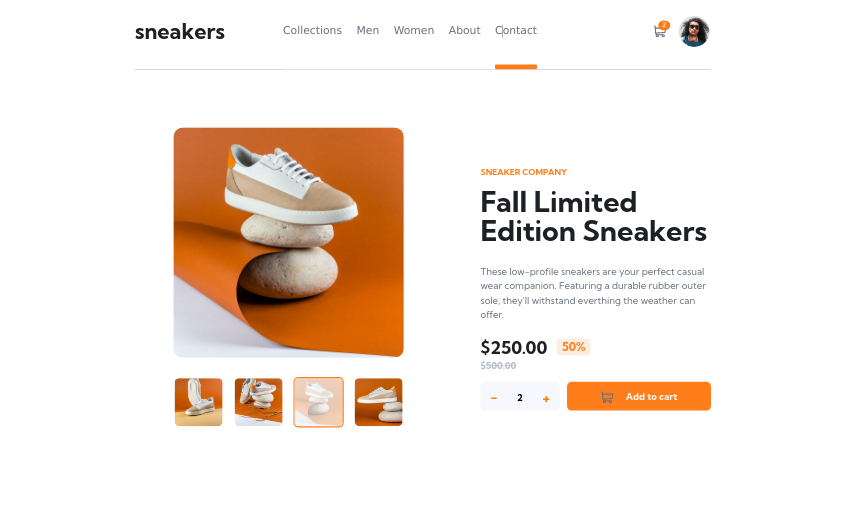 sneakers
Collections Men Women About Contact
2
SNEAKER COMPANY
Fall Limited
Edition Sneakers
These low-profile sneakers are your perfect casual
wear companion. Featuring a durable rubber outer
sole, they'll withstand everthing the weather can
offer.
$250.00 50%
$500.00
− 2 +
Add to cart